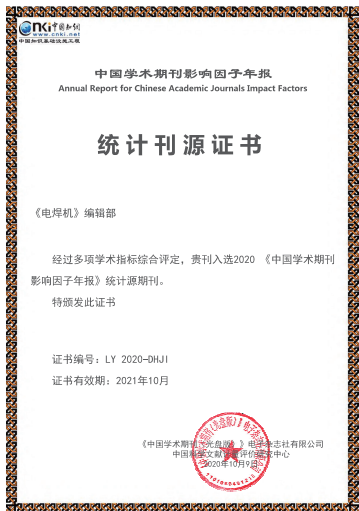 cnki 中国知网
www.cnki.net
中国知识基础设施工程
中国学术期刊影响因子年报
Annual Report for Chinese Academic Journals Impact Factors
统计刊源证书
《电焊机》编辑部
经过多项学术指标综合评定，贵刊入选2020 《中国学术期刊
影响因子年报》统计源期刊。
特颁发此证书
证书编号：LY 2020-DHJI
证书有效期：2021年10月
《中国学术期刊（光盘版）》电子杂志社有限公司
中国科学文献计量评价研究中心
2020年10月9日